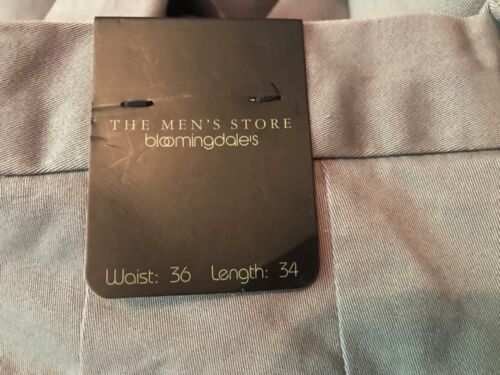 THE MEN'S STORE
bloomingdale's
Waist: 36 Length: 34